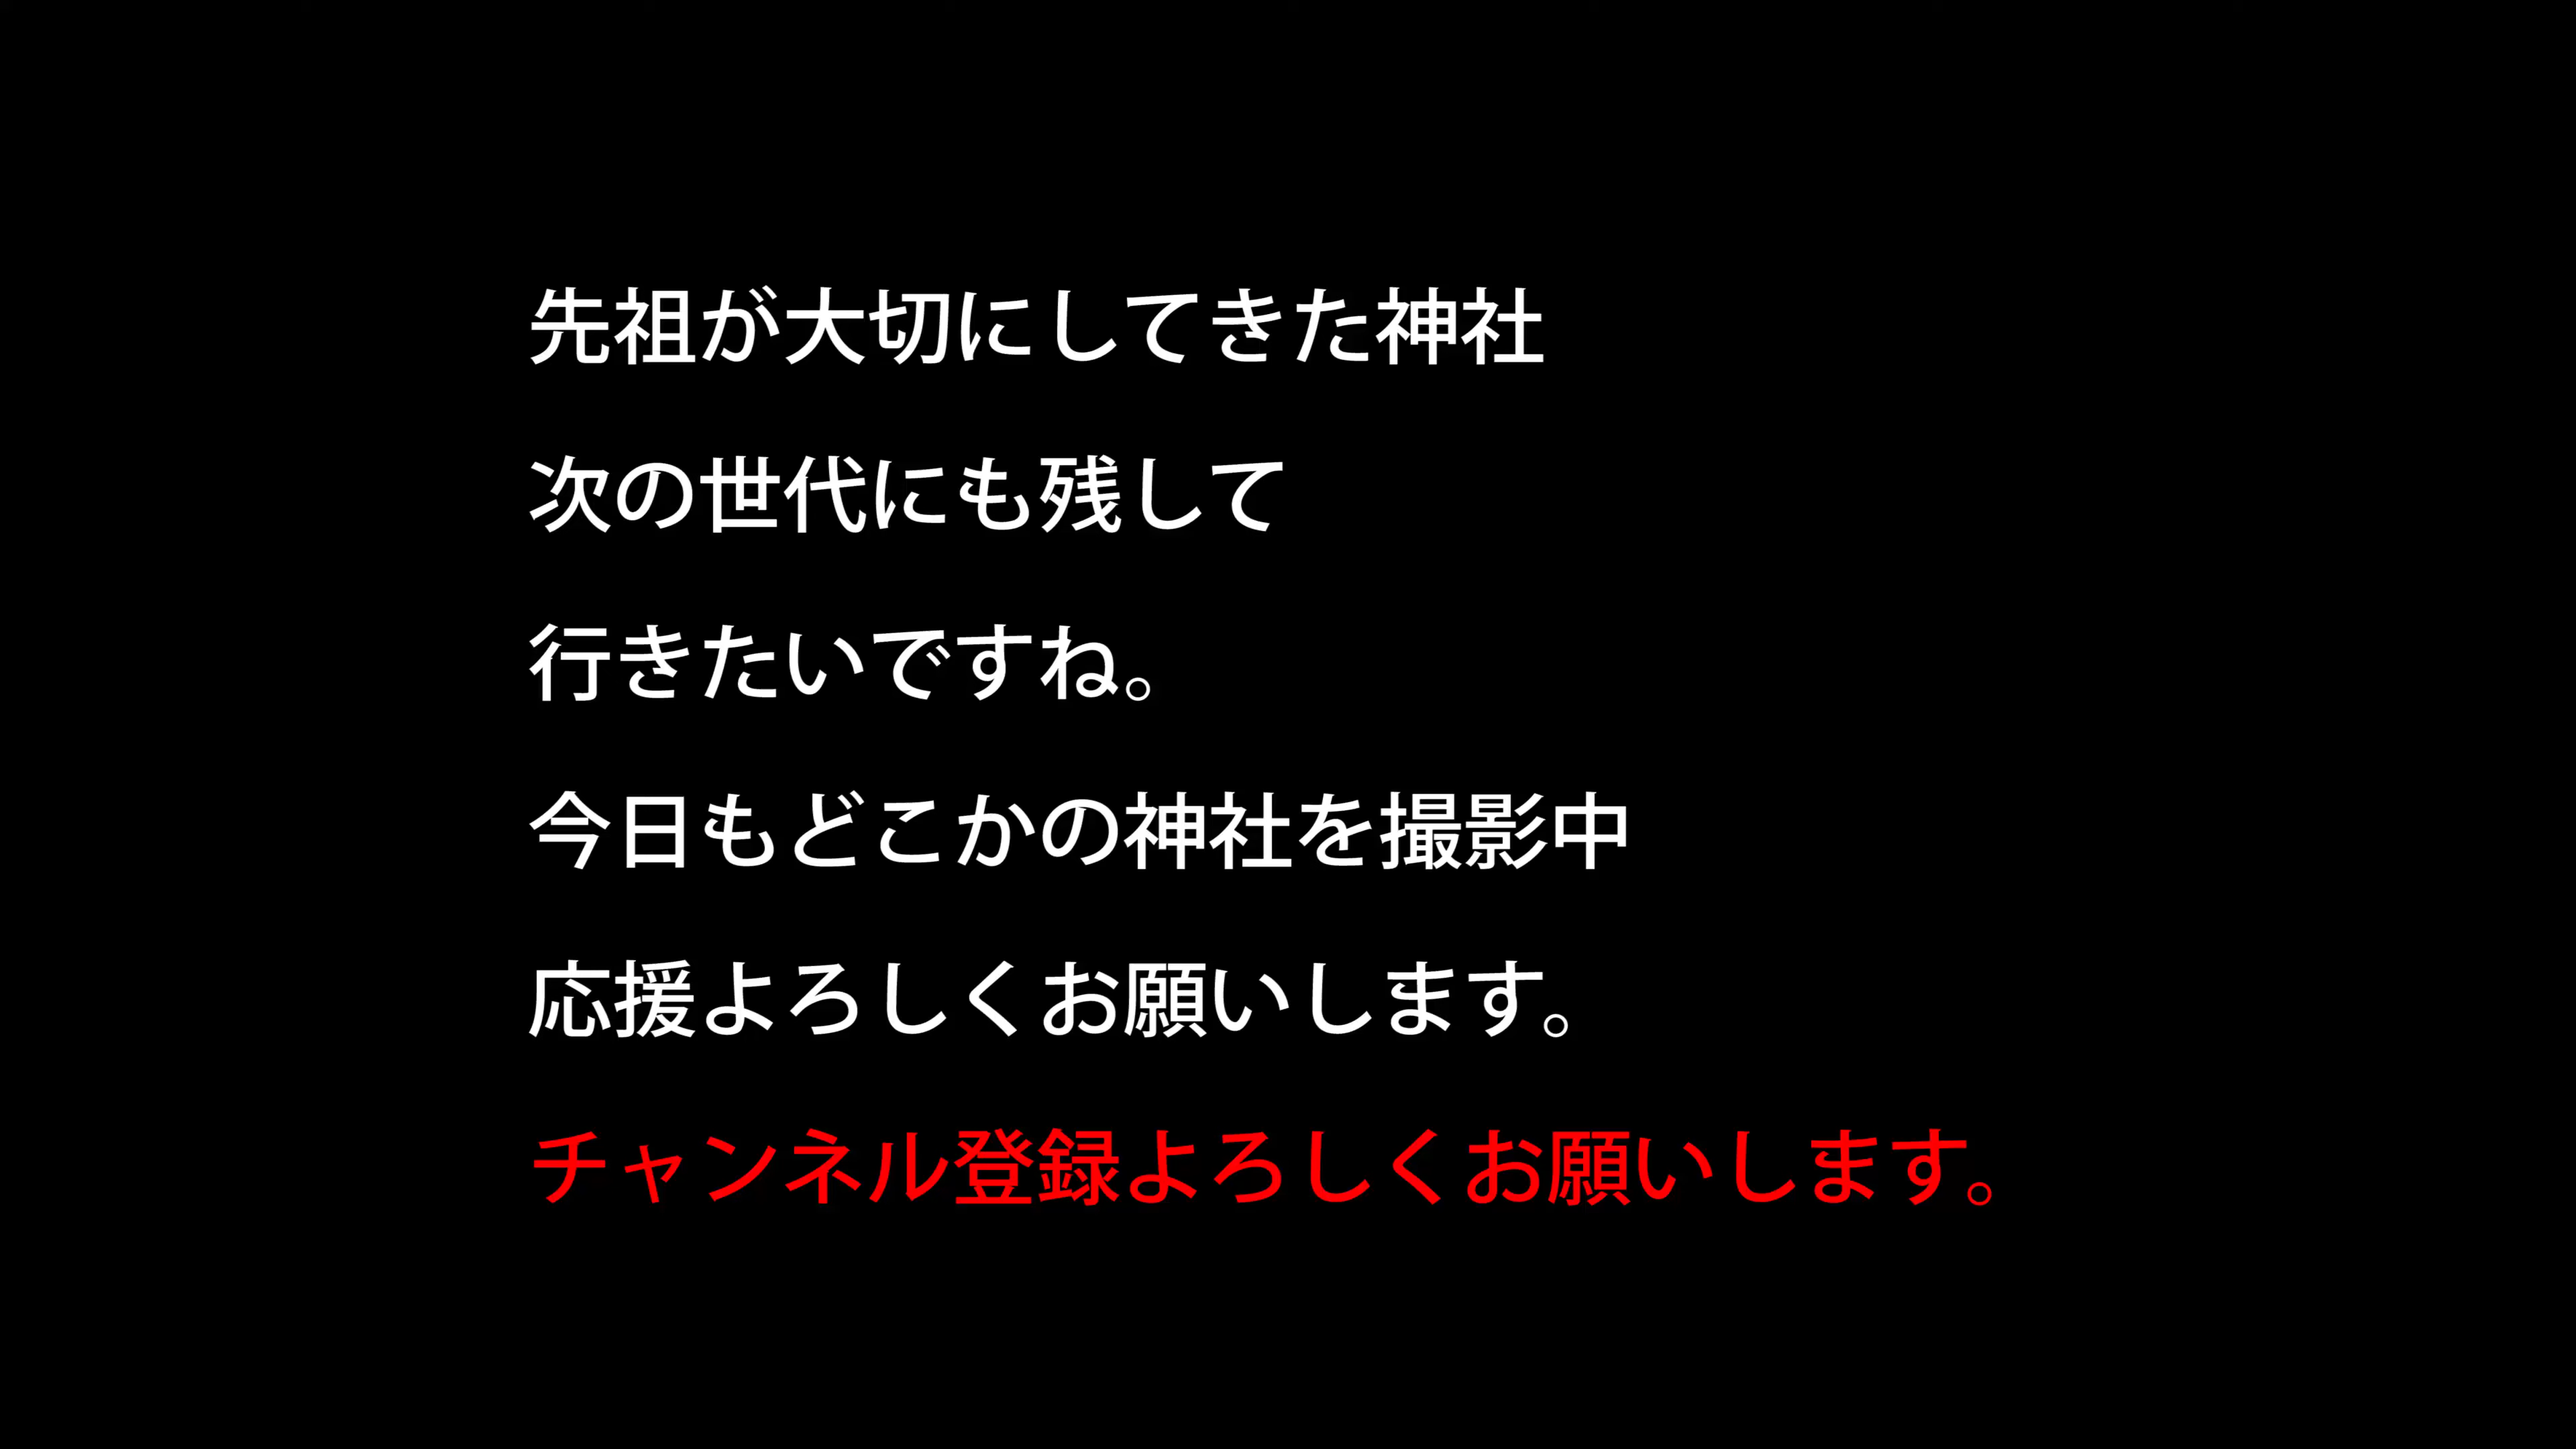 先祖が大切にしてきた神社
次の世代にも残して
行きたいですね。
今日もどこかの神社を撮影中
応援よろしくお願いします。
チャンネル登録よろしくお願いします。